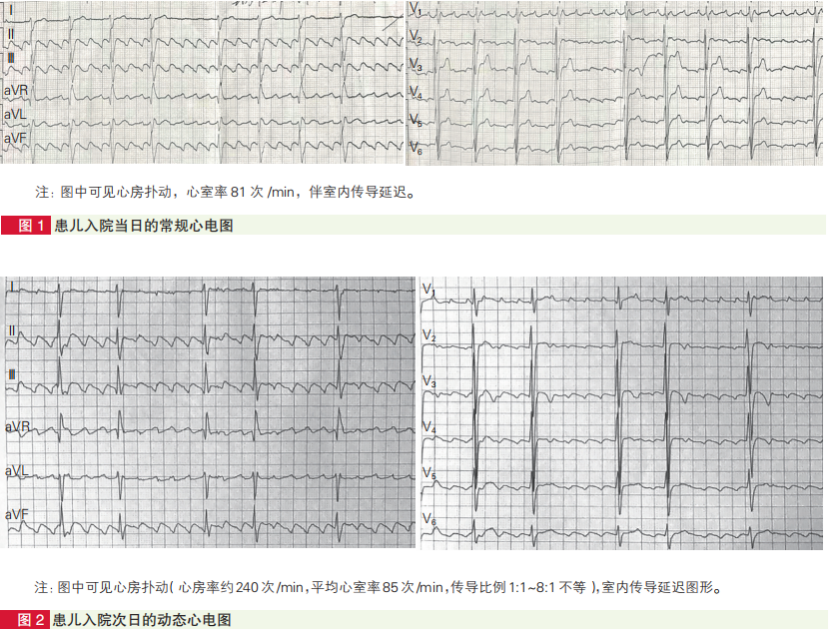 I
II
III
aVR
aVL
aVF
V1
V2
V3
V4
V5
V6
注：图中可见心房扑动，心室率 81 次 /min，伴室内传导延迟。
图 1 患儿入院当日的常规心电图
I
II
III
aVR
aVL
aVF
V1
V2
V3
V4
V5
V6
注：图中可见心房扑动( 心房率约 240 次/min,平均心室率 85 次/min,传导比例 1:1~8:1 不等 ),室内传导延迟图形。
图 2 患儿入院次日的动态心电图